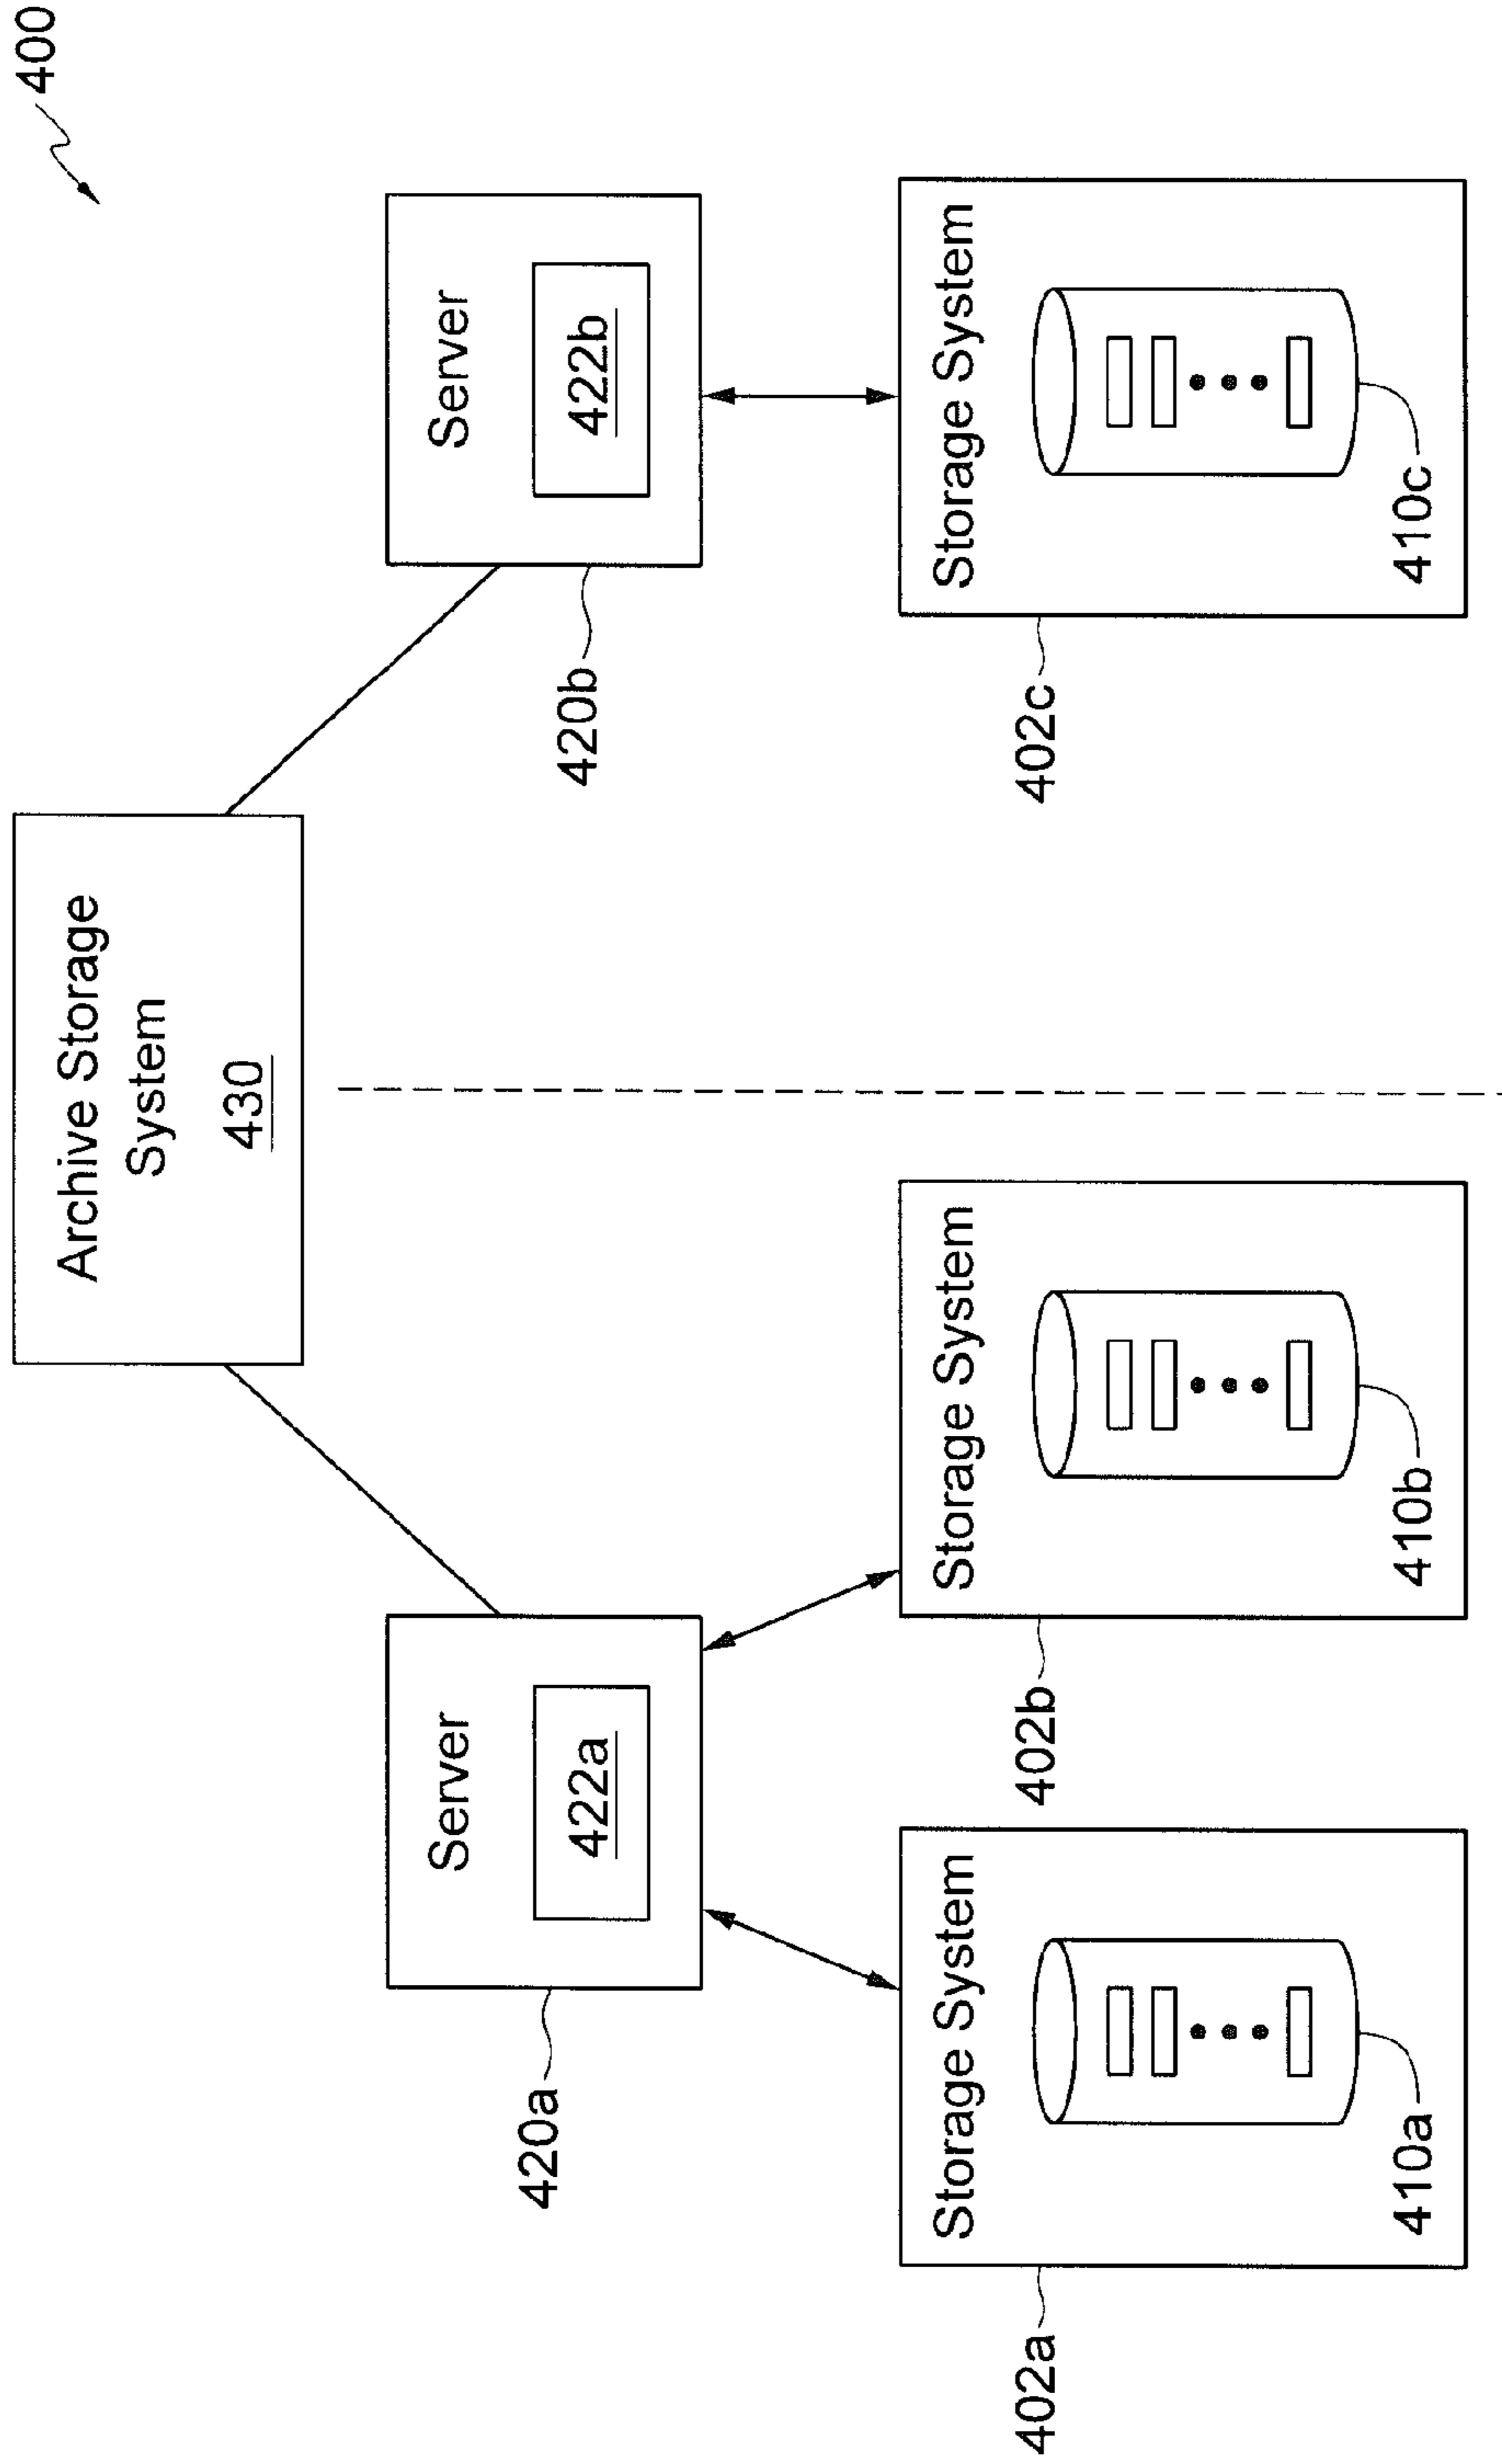 400
Archive Storage
System
430
Server
422a
420a
Server
422b
420b
Storage System
410a
402a
Storage System
410b
402b
Storage System
410c
402c